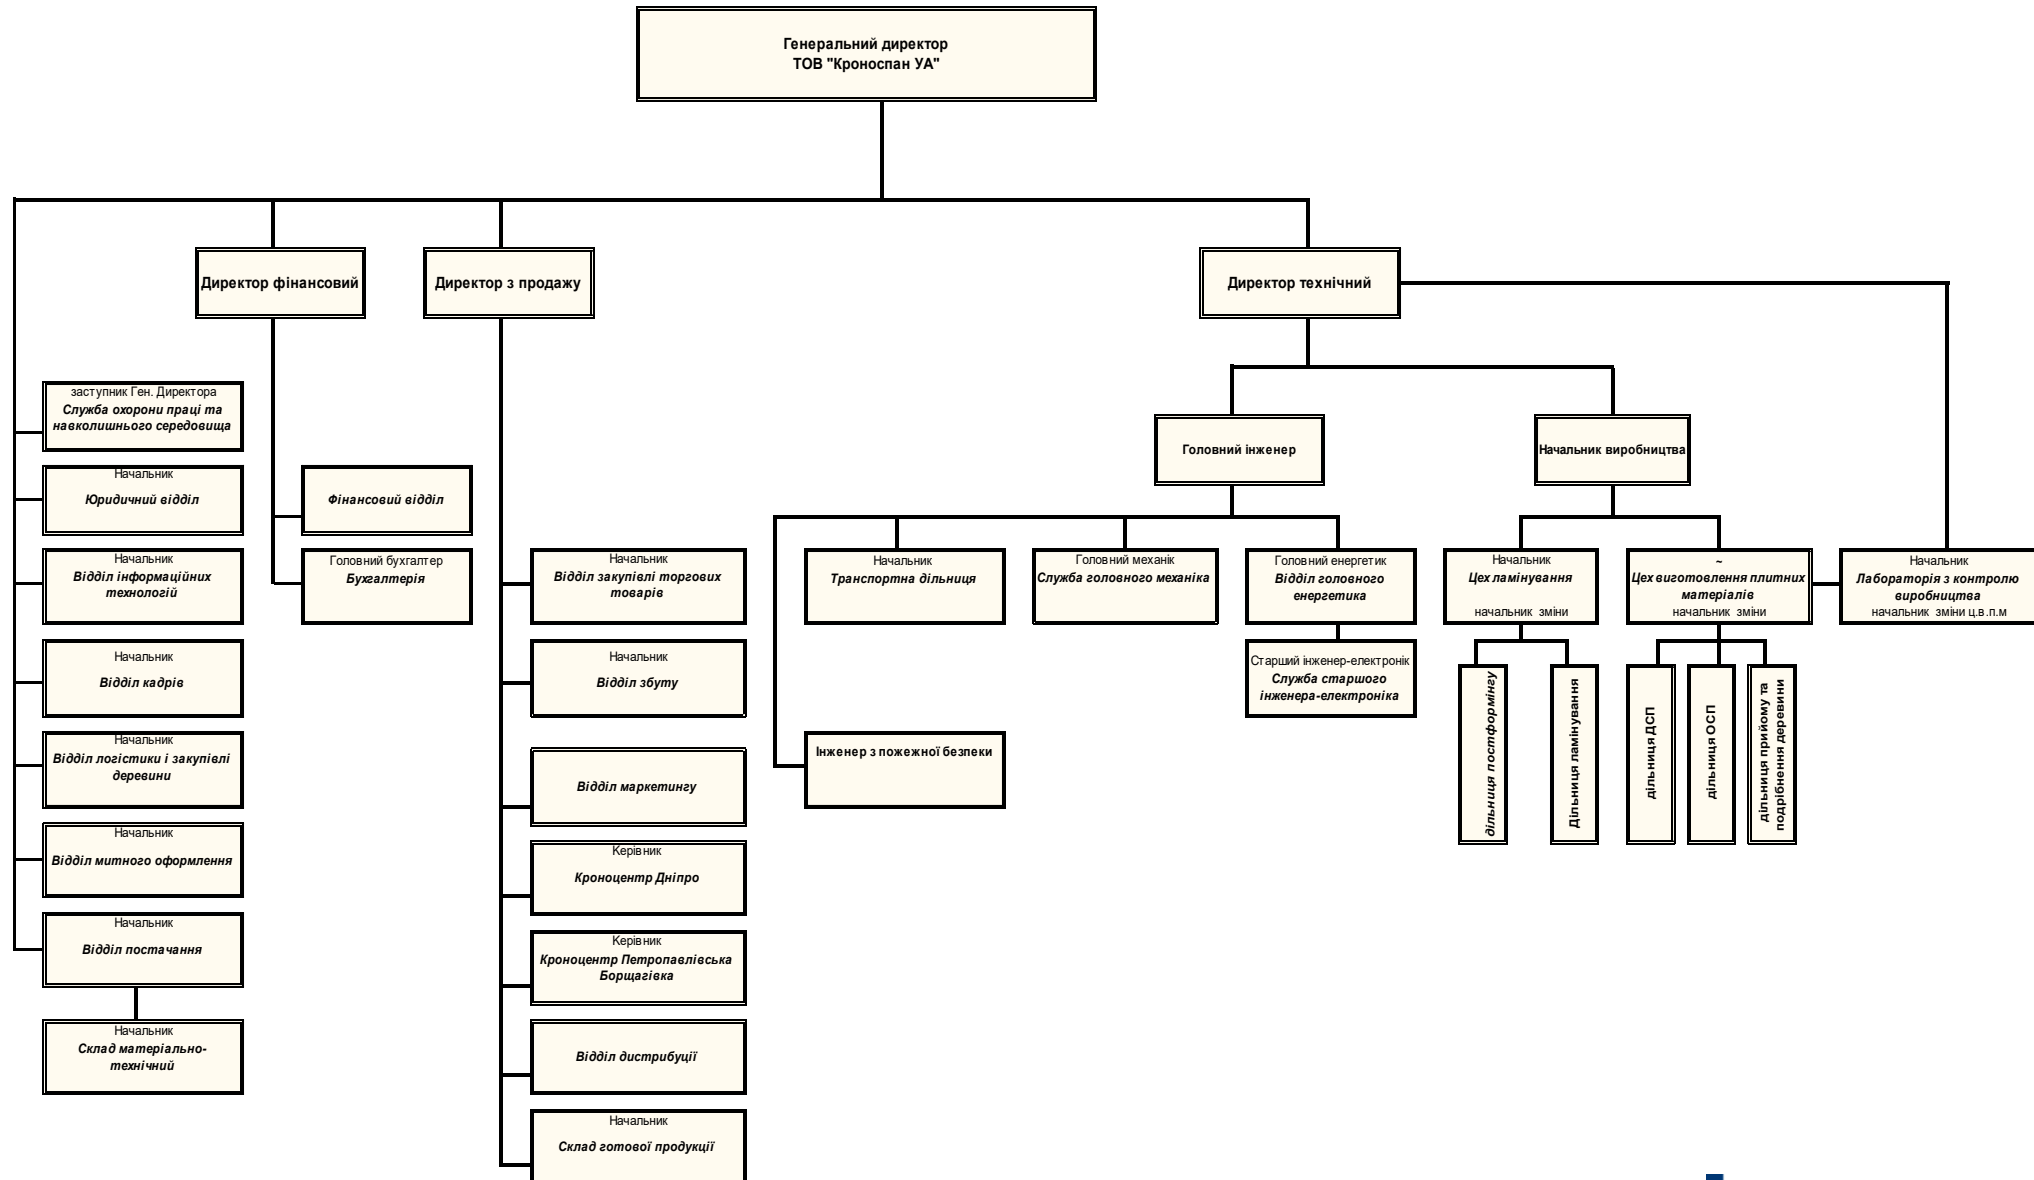 Генеральний директор
ТОВ "Кроноспан УА"
Директор фінансовий
Директор з продажу
Директор технічний
заступник Ген. Директора
Служба охорони праці та
навколишнього середовища
Начальник
Юридичний відділ
Начальник
Відділ інформаційних
технологій
Начальник
Відділ кадрів
Начальник
Відділ логістики і закупівлі
деревини
Начальник
Відділ митного оформлення
Начальник
Відділ постачання
Начальник
Склад матеріально-
технічний
Фінансовий відділ
Головний бухгалтер
Бухгалтерія
Начальник
Відділ закупівлі торгових
товарів
Начальник
Відділ збуту
Відділ маркетингу
Керівник
Кроноцентр Дніпро
Керівник
Кроноцентр Петропавлівська
Борщагівка
Відділ дистрибуції
Начальник
Склад готової продукції
Головний інженер
Начальник виробництва
Начальник
Транспортна дільниця
Головний механік
Служба головного механіка
Головний енергетик
Відділ головного
енергетика
Старший інженер-електронік
Служба старшого
інженера-електроніка
Інженер з пожежної безпеки
Начальник
Цех ламінування
начальник зміни
~
Цех виготовлення плитних
матеріалів
начальник зміни
Начальник
Лабораторія з контролю
виробництва
начальник зміни ц.в.п.м
дільниця постформінгу
Дільниця ламінування
дільниця ДСП
дільниця ОСП
дільниця прийому та
подрібнення деревини